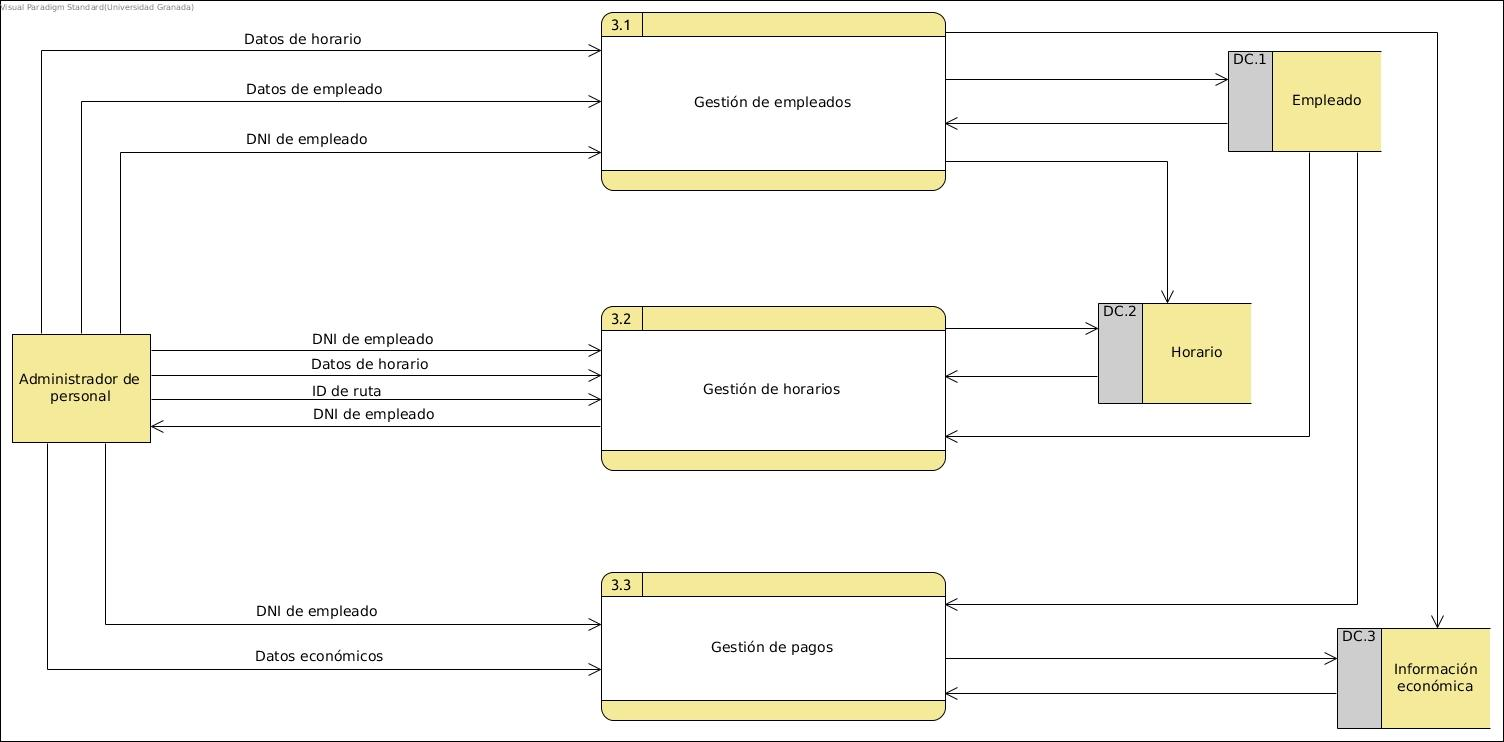 Visual Paradigm Standard(Universidad Granada)
3.1
Datos de horario
DC.1
Datos de empleado
Gestión de empleados
Empleado
DNI de empleado
3.2
DC.2
DNI de empleado
Datos de horario
ID de ruta
DNI de empleado
Gestión de horarios
Horario
Administrador de
personal
3.3
DNI de empleado
Datos económicos
Gestión de pagos
DC.3
Información
económica